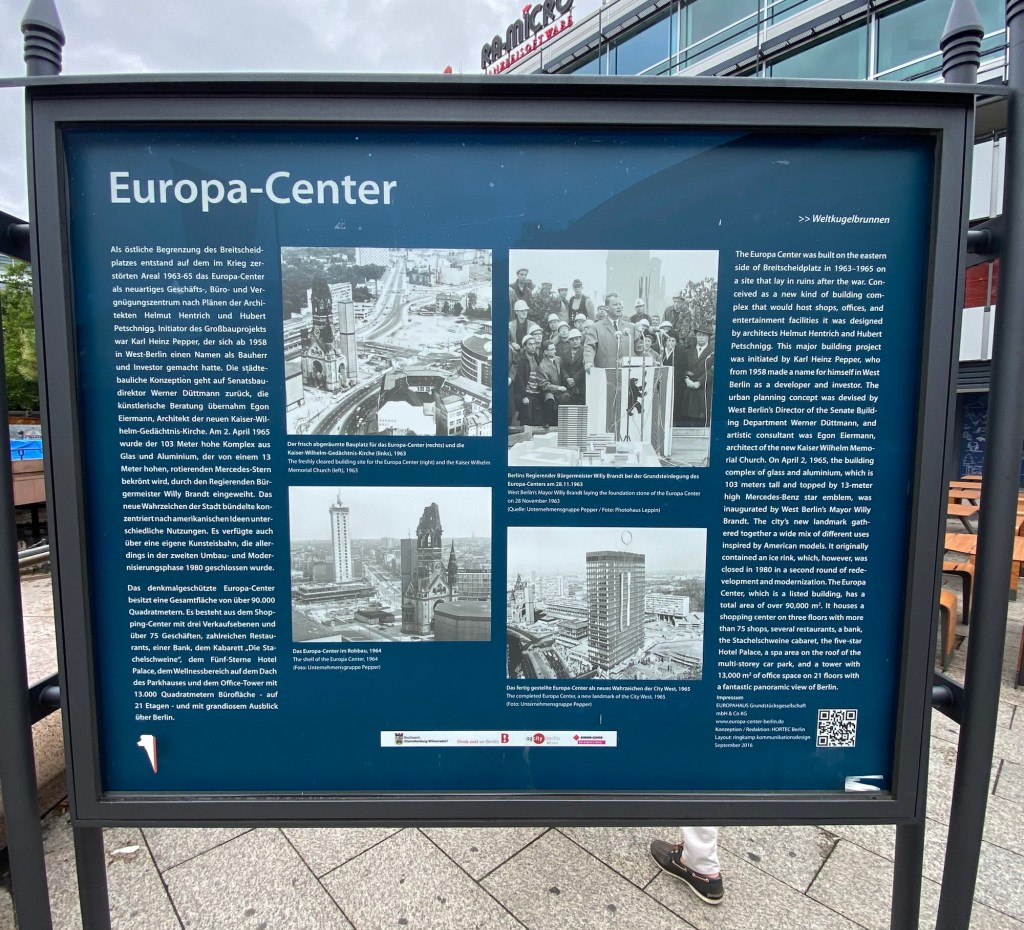 RA-MICRO
Europa-Center
>> Weltkugelbrunnen
Als östliche Begrenzung des Breitscheid-
platzes entstand auf dem im Krieg zer-
störten Areal 1963-65 das Europa-Center
als neuartiges Geschäfts-, Büro- und Ver-
gnügungszentrum nach Plänen der Archi-
tekten Helmut Hentrich und Hubert
Petschnigg. Initiator des Großbauprojekts
war Karl Heinz Pepper, der sich ab 1958
in West-Berlin einen Namen als Bauherr
und Investor gemacht hatte. Die städte-
bauliche Konzeption geht auf Senatsbau-
direktor Werner Düttmann zurück, die
künstlerische Beratung übernahm Egon
Eiermann, Architekt der neuen Kaiser-Wil-
helm-Gedächtnis-Kirche. Am 2. April 1965
wurde der 103 Meter hohe Komplex aus
Glas und Aluminium, der von einem 13
Meter hohen, rotierenden Mercedes-Stern
bekrönt wird, durch den Regierenden Bür-
germeister Willy Brandt eingeweiht. Das
neue Wahrzeichen der Stadt bündelte kon-
zentriert nach amerikanischen Ideen unter-
schiedliche Nutzungen. Es verfügte auch
über eine eigene Kunsteisbahn, die aller-
dings in der zweiten Umbau- und Moder-
nisierungsphase 1980 geschlossen wurde.
Das denkmalgeschützte Europa-Center
besitzt eine Gesamtfläche von über 90.000
Quadratmetern. Es besteht aus dem Shop-
ping-Center mit drei Verkaufsebenen und
über 75 Geschäften, zahlreichen Restau-
rants, einer Bank, dem Kabarett „Die Sta-
chelschweine“, dem Fünf-Sterne Hotel
Palace, dem Wellnessbereich auf dem Dach
des Parkhauses und dem Office-Tower mit
13.000 Quadratmetern Bürofläche - auf
21 Etagen - und mit grandiosem Ausblick
über Berlin.
Der frisch abgeräumte Bauplatz für das Europa-Center (rechts) und die
Kaiser-Wilhelm-Gedächtnis-Kirche (links), 1963
The freshly cleared building site for the Europa Center (right) and the Kaiser Wilhelm
Memorial Church (left), 1963
Das Europa-Center im Rohbau, 1964
The shell of the Europa Center, 1964
(Foto: Unternehmensgruppe Pepper)
Berlins Regierender Bürgermeister Willy Brandt bei der Grundsteinlegung des
Europa-Centers am 28.11.1963
West Berlin's Mayor Willy Brandt laying the foundation stone of the Europa Center
on 28 November 1963
(Quelle: Unternehmensgruppe Pepper / Foto: Photohaus Leppin)
Das fertig gestellte Europa-Center als neues Wahrzeichen der City West, 1965
The completed Europa Center, a new landmark of the City West, 1965
(Foto: Unternehmensgruppe Pepper)
The Europa Center was built on the eastern
side of Breitscheidplatz in 1963–1965 on
a site that lay in ruins after the war. Con-
ceived as a new kind of building com-
plex that would host shops, offices, and
entertainment facilities it was designed
by architects Helmut Hentrich and Hubert
Petschnigg. This major building project
was initiated by Karl Heinz Pepper, who
from 1958 made a name for himself in West
Berlin as a developer and investor. The
urban planning concept was devised by
West Berlin's Director of the Senate Build-
ing Department Werner Düttmann, and
artistic consultant was Egon Eiermann,
architect of the new Kaiser Wilhelm Memo-
rial Church. On April 2, 1965, the building
complex of glass and aluminium, which is
103 meters tall and topped by 13-meter
high Mercedes-Benz star emblem, was
inaugurated by West Berlin's Mayor Willy
Brandt. The city's new landmark gath-
ered together a wide mix of different uses
inspired by American models. It originally
contained an ice rink, which, however, was
closed in 1980 in a second round of rede-
velopment and modernization. The Europa
Center, which is a listed building, has a
total area of over 90,000 m². It houses a
shopping center on three floors with more
than 75 shops, several restaurants, a bank,
the Stachelschweine cabaret, the five-star
Hotel Palace, a spa area on the roof of the
multi-storey car park, and a tower with
13,000 m² of office space on 21 floors with
a fantastic panoramic view of Berlin.
Impressum
EUROPAHAUS Grundstücksgesellschaft
mbH & Co KG
www.europa-center-berlin.de
Konzeption / Redaktion: HORTEC Berlin
Layout: ringkamp kommunikationsdesign
September 2016